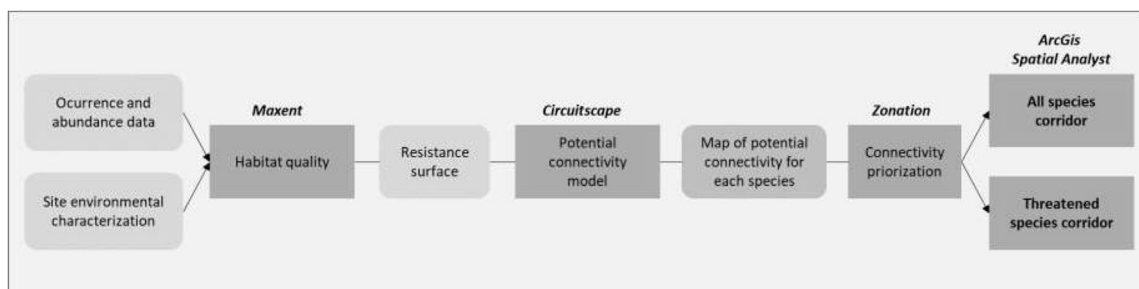 Ocurrence and
abundance data
Site environmental
characterization
Maxent
Habitat quality
Resistance
surface
Circuitscape
Potential
connectivity
model
Map of potential
connectivity for
each species
Zonation
Connectivity
priorization
ArcGis
Spatial Analyst
All species
corridor
Threatened
species corridor